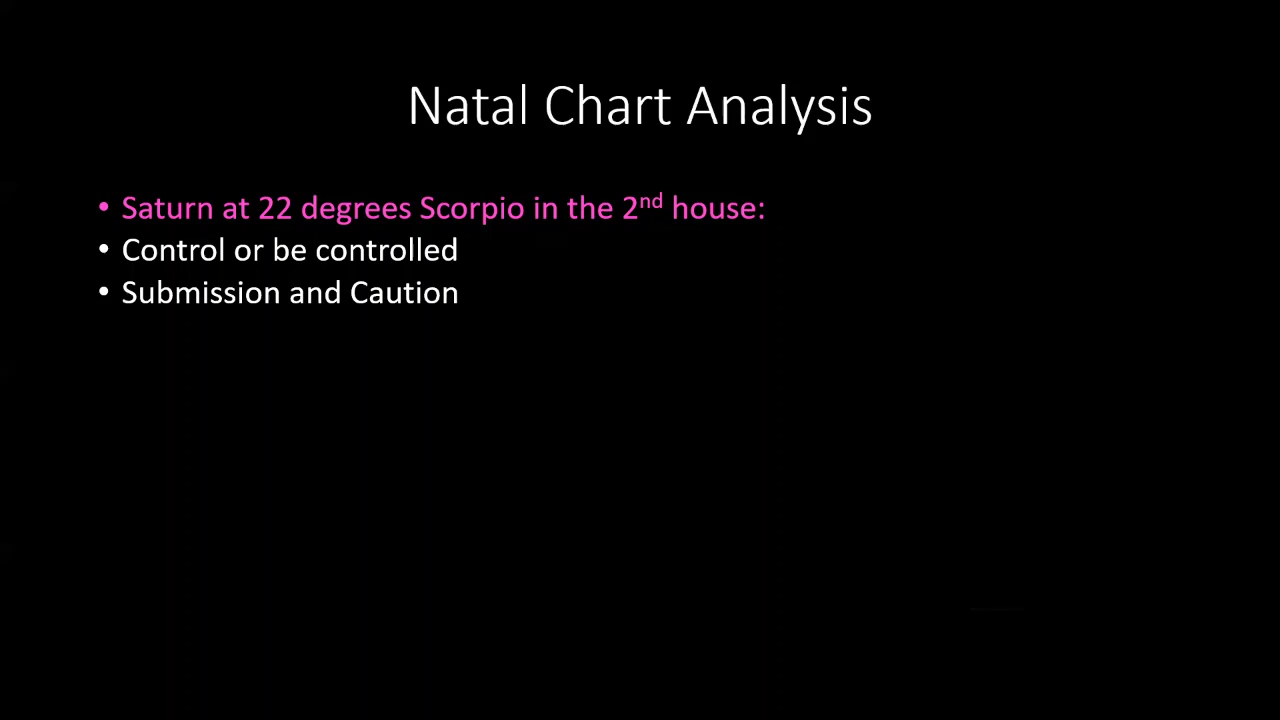 Natal Chart Analysis
• Saturn at 22 degrees Scorpio in the 2nd house:
• Control or be controlled
• Submission and Caution